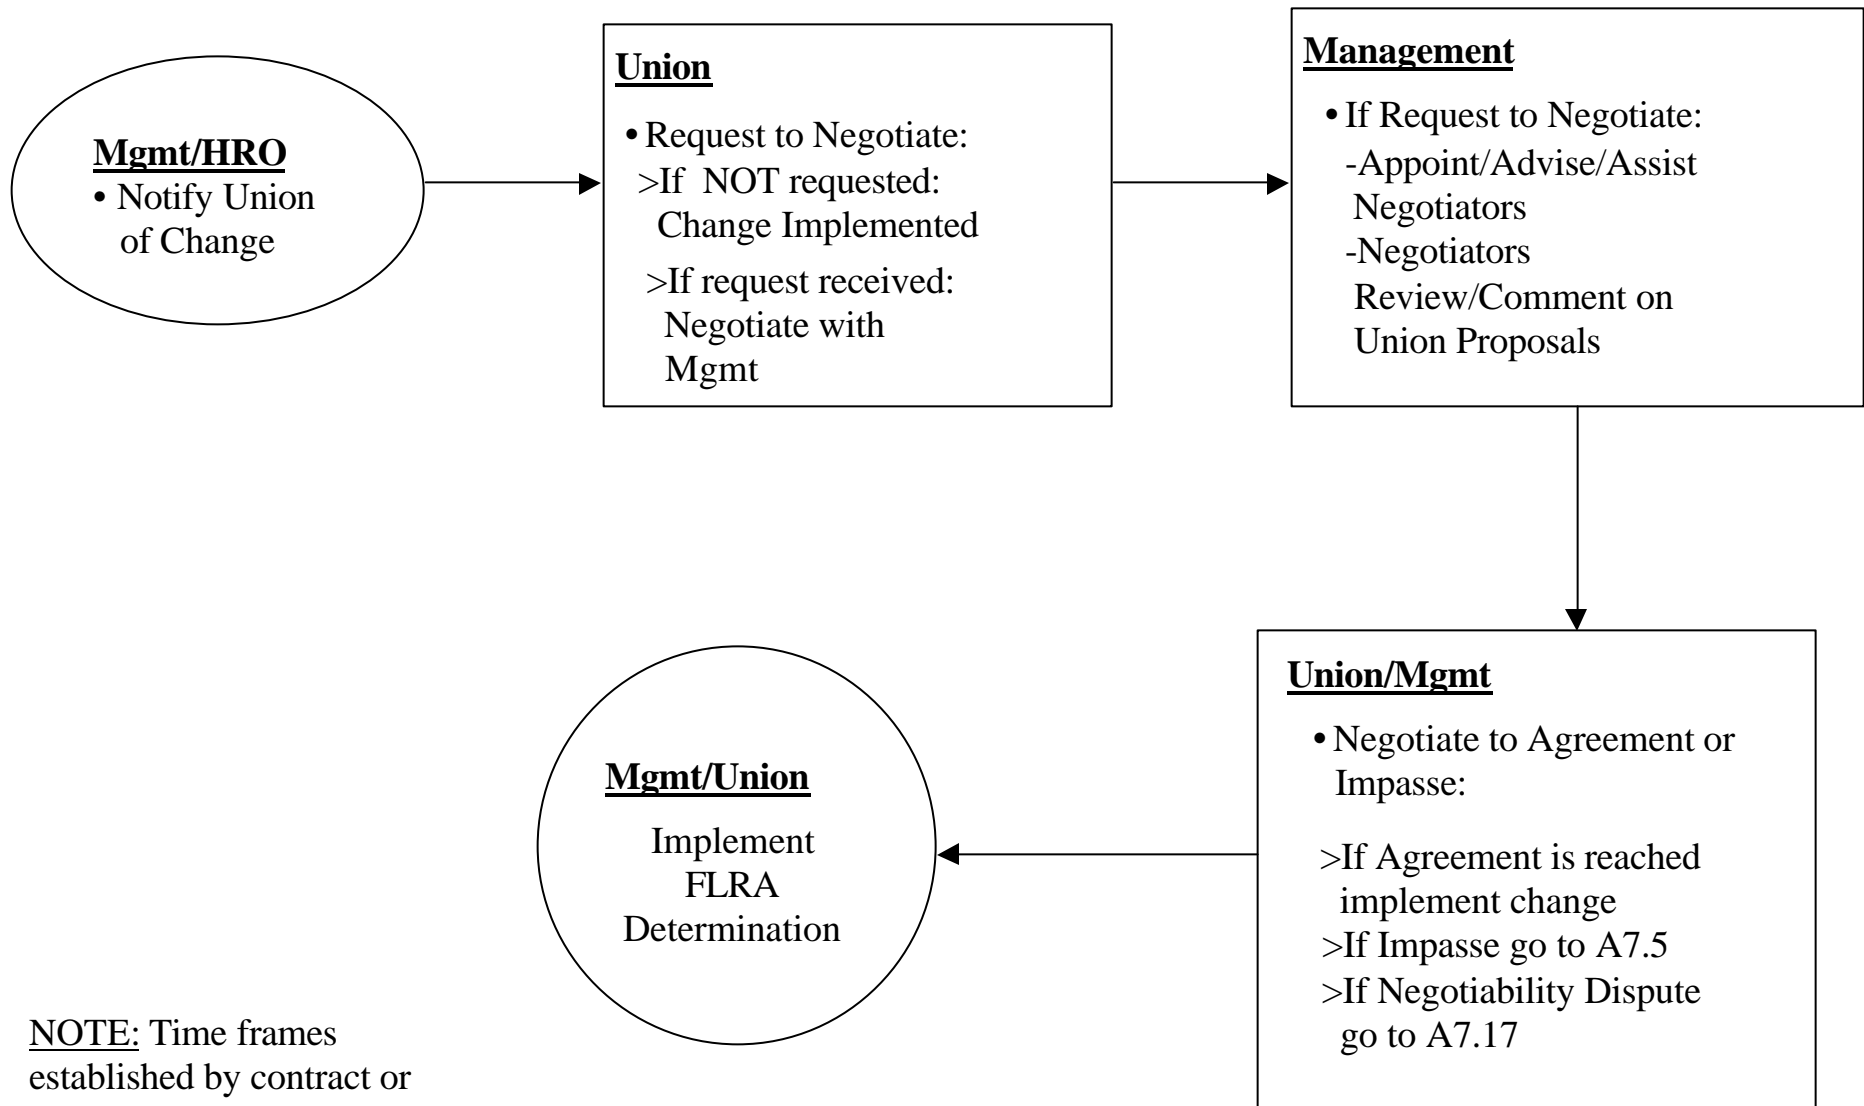 Mgmt/HRO
• Notify Union
of Change
Union
• Request to Negotiate:
>If NOT requested:
Change Implemented
>If request received:
Negotiate with
Mgmt
Management
• If Request to Negotiate:
-Appoint/Advise/Assist
Negotiators
-Negotiators
Review/Comment on
Union Proposals
Union/Mgmt
• Negotiate to Agreement or
Impasse:
>If Agreement is reached
implement change
>If Impasse go to A7.5
>If Negotiability Dispute
go to A7.17
Mgmt/Union
Implement
FLRA
Determination
NOTE: Time frames
established by contract or